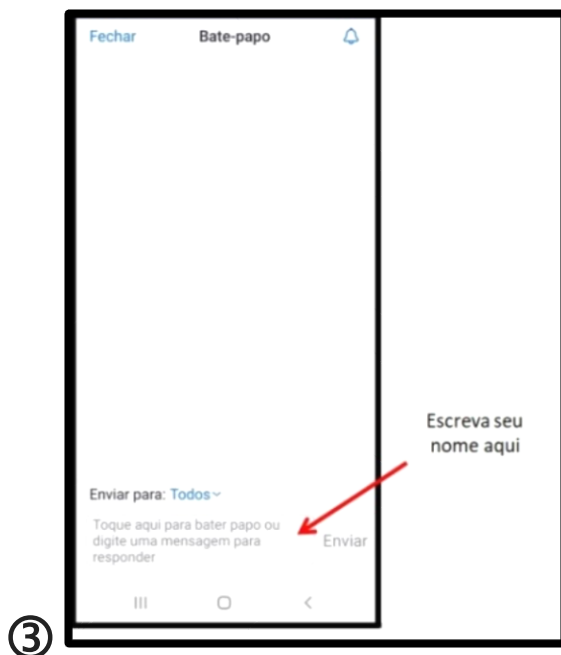 Fechar Bate-papo
Escreva seu
nome aqui
Enviar para: Todos
Toque aqui para bater papo ou
digite uma mensagem para
responder
Enviar
③